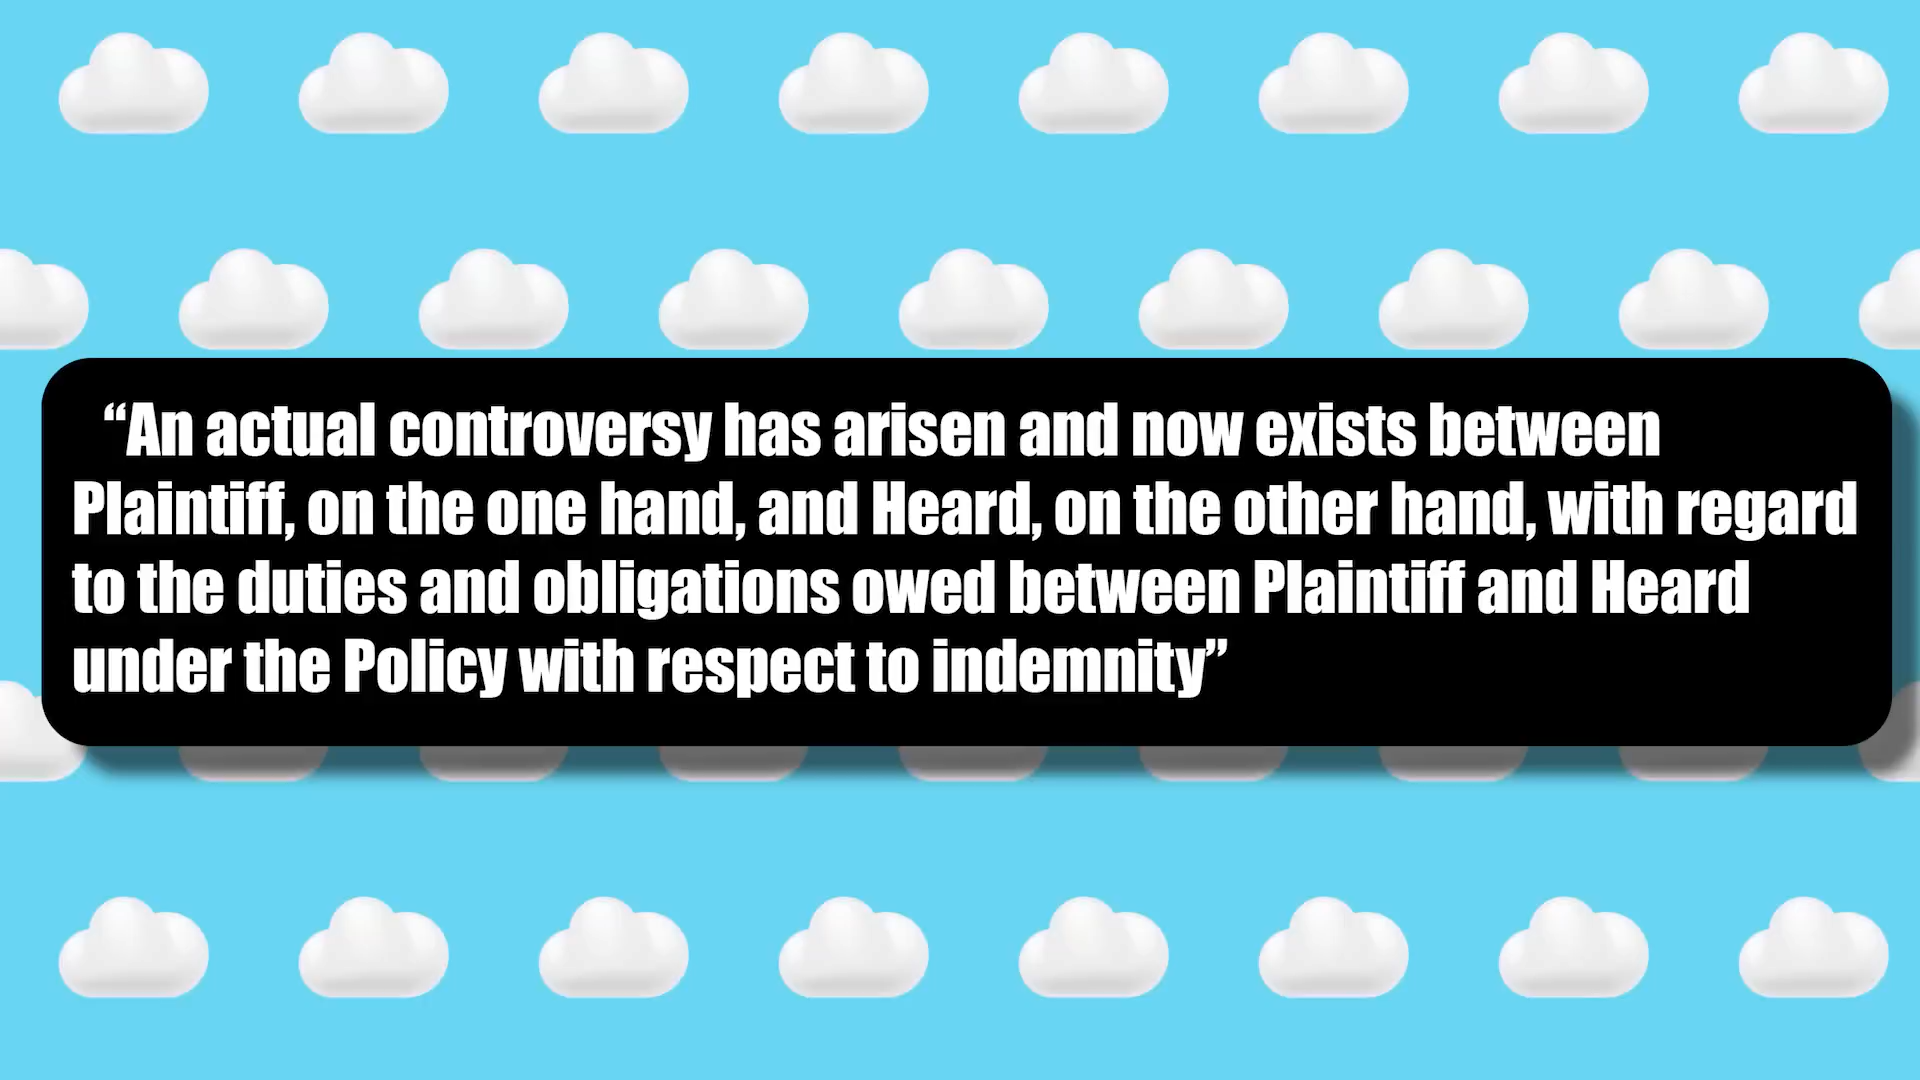 “An actual controversy has arisen and now exists between
Plaintiff, on the one hand, and Heard, on the other hand, with regard
to the duties and obligations owed between Plaintiff and Heard
under the Policy with respect to indemnity”